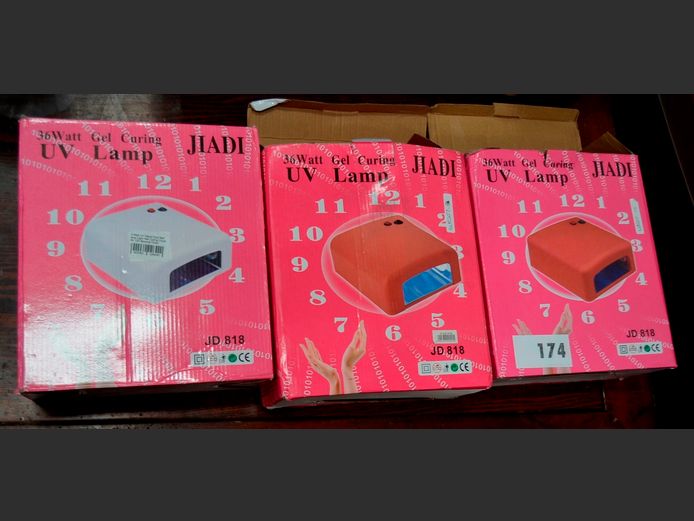 36Watt Gel Curing
UV Lamp JIADI
11 12 1
10 2
9 3
8 4
5
JD 818
CE
36Watt Gel Curing
UV Lamp JIADI
11 12 1
10 2
9 3
8 4
7 6 5
JD 818
CE
36Watt Gel Curing
UV Lamp JIADI
11 12 1
10 2
9 3
8 4
7 5
JD 818
CE
174